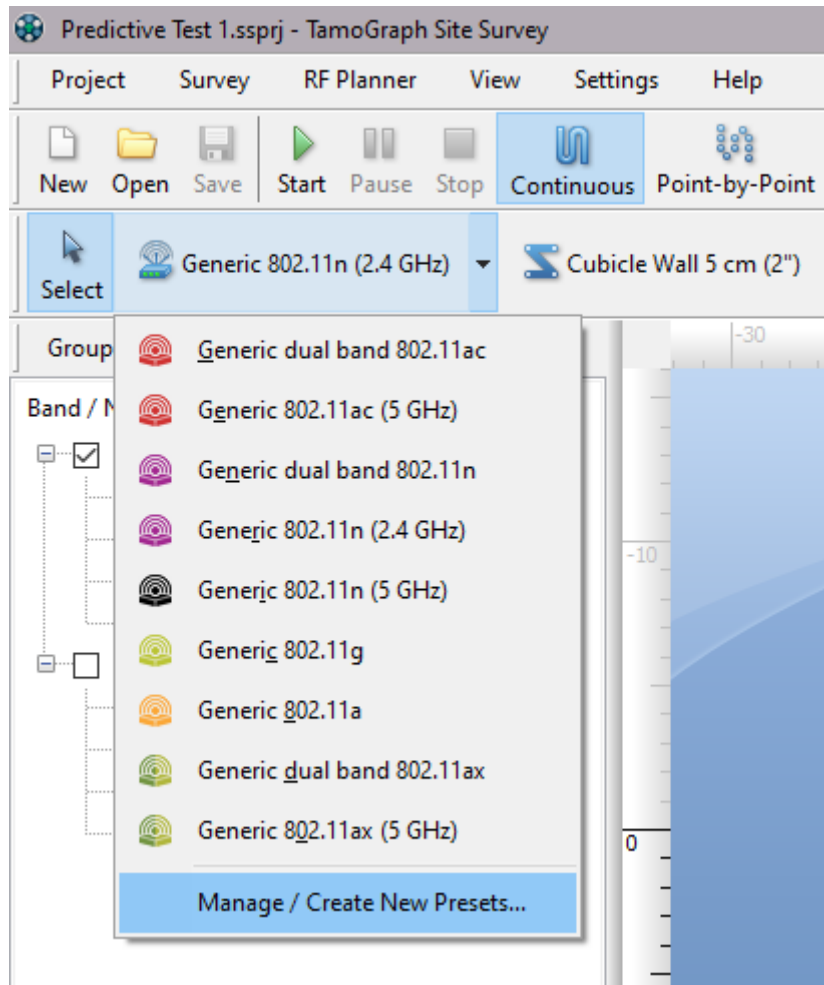 Predictive Test 1.ssprj - TamoGraph Site Survey
Project Survey RF Planner View Settings Help
New Open Save Start Pause Stop Continuous Point-by-Point
Select Generic 802.11n (2.4 GHz) Cubicle Wall 5 cm (2")
Group
-30
Generic dual band 802.11ac
Band / N
Generic 802.11ac (5 GHz)
Generic dual band 802.11n
Generic 802.11n (2.4 GHz)
-10
Generic 802.11n (5 GHz)
Generic 802.11g
Generic 802.11a
Generic dual band 802.11ax
Generic 802.11ax (5 GHz)
0
Manage / Create New Presets...